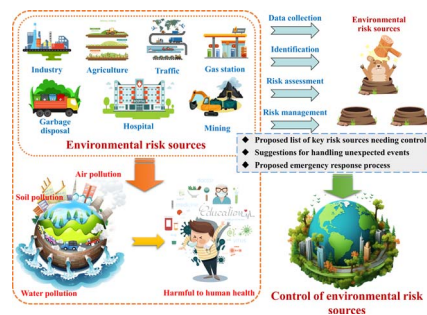 Data collection
Environmental
risk sources
Identification
Industry
Agriculture
Traffic
Gas station
Risk assessment
Risk management
Garbage
disposal
Hospital
Mining
Environmental risk sources
◆ Proposed list of key risk sources needing control
◆ Suggestions for handling unexpected events
◆ Proposed emergency response process
Air pollution
Soil pollution
Education
Water pollution
Harmful to human health
Control of environmental risk
sources